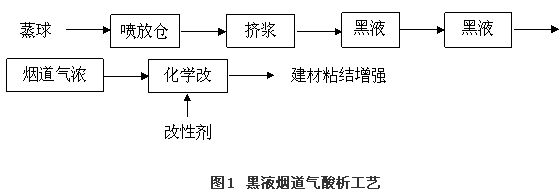 蒸球 喷放仓 挤浆 黑液 黑液
烟道气浓 化学改 建材粘结增强
改性剂
图1 黑液烟道气酸析工艺